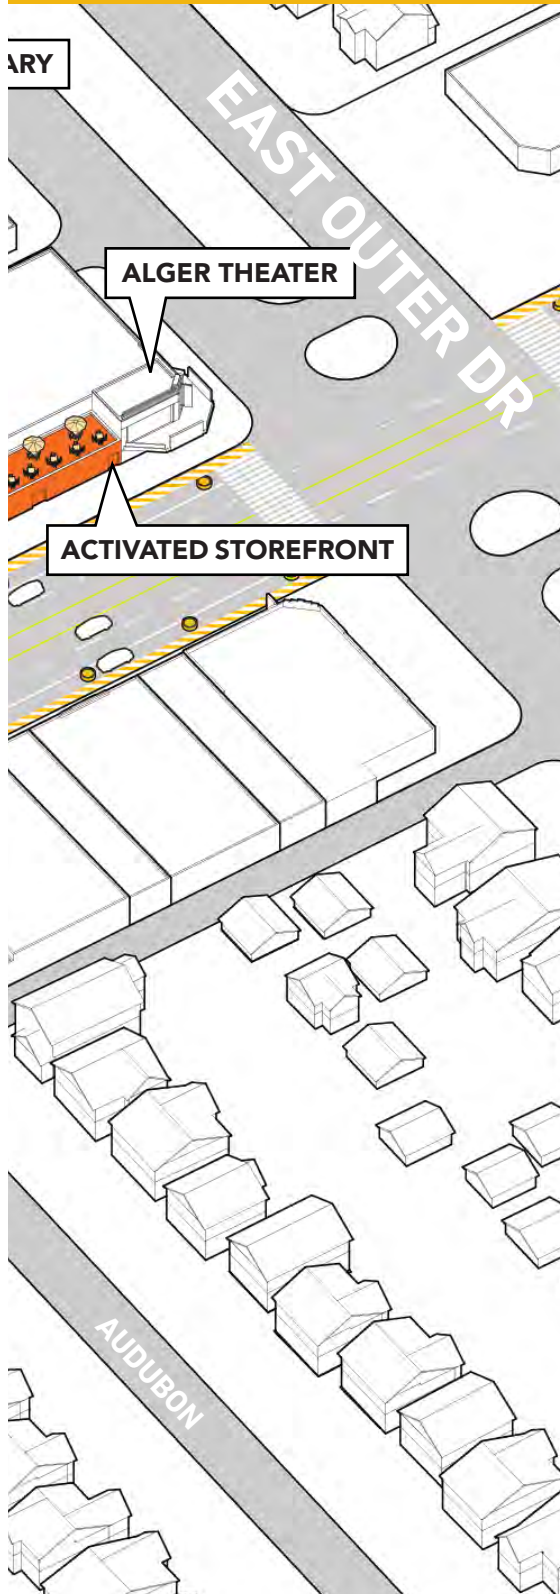 ARY
EAST OUTER DR
ALGER THEATER
ACTIVATED STOREFRONT
AUDUBON